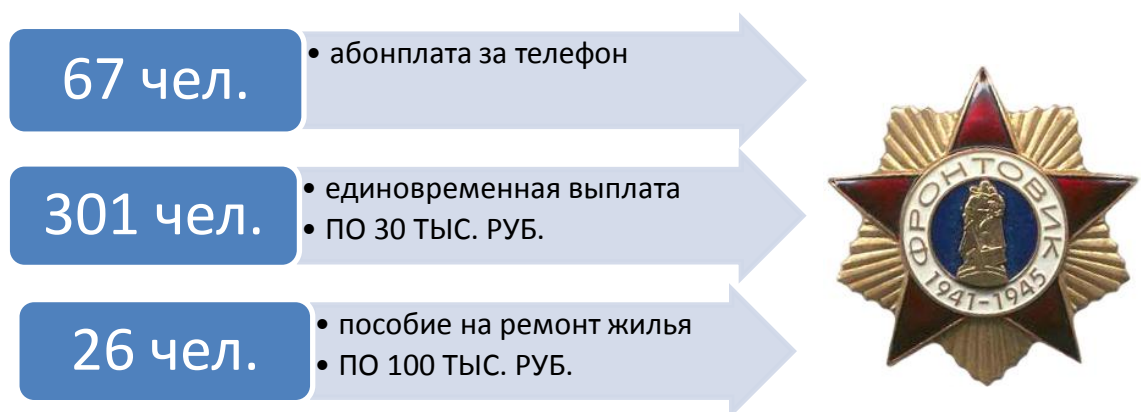 67 чел.
• абонплата за телефон
301 чел.
• единовременная выплата
• ПО 30 ТЫС. РУБ.
26 чел.
• пособие на ремонт жилья
• ПО 100 ТЫС. РУБ.
ФРОНТОВИК
1941-1945